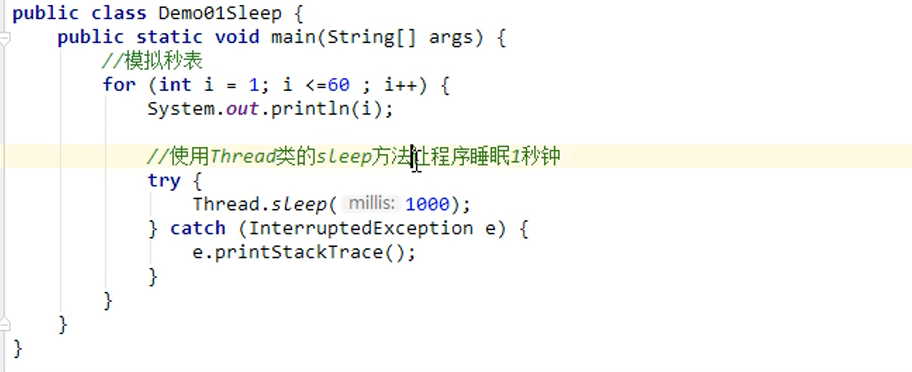 public class Demo01Sleep {
public static void main(String[] args) {
//模拟秒表
for (int i = 1; i <=60 ; i++) {
System.out.println(i);
//使用Thread类的sleep方法让程序睡眠1秒钟
try {
Thread.sleep( millis: 1000);
} catch (InterruptedException e) {
e.printStackTrace();
}
}
}
}